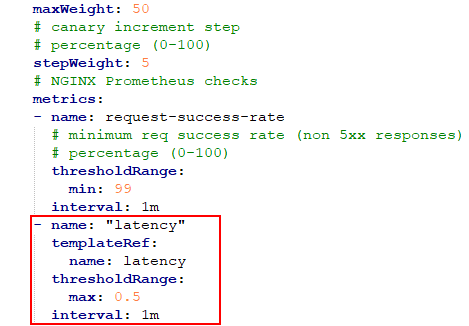 maxWeight: 50
# canary increment step
# percentage (0-100)
stepWeight: 5
# NGINX Prometheus checks
metrics:
- name: request-success-rate
# minimum req success rate (non 5xx responses)
# percentage (0-100)
thresholdRange:
min: 99
interval: 1m
- name: "latency"
templateRef:
name: latency
thresholdRange:
max: 0.5
interval: 1m